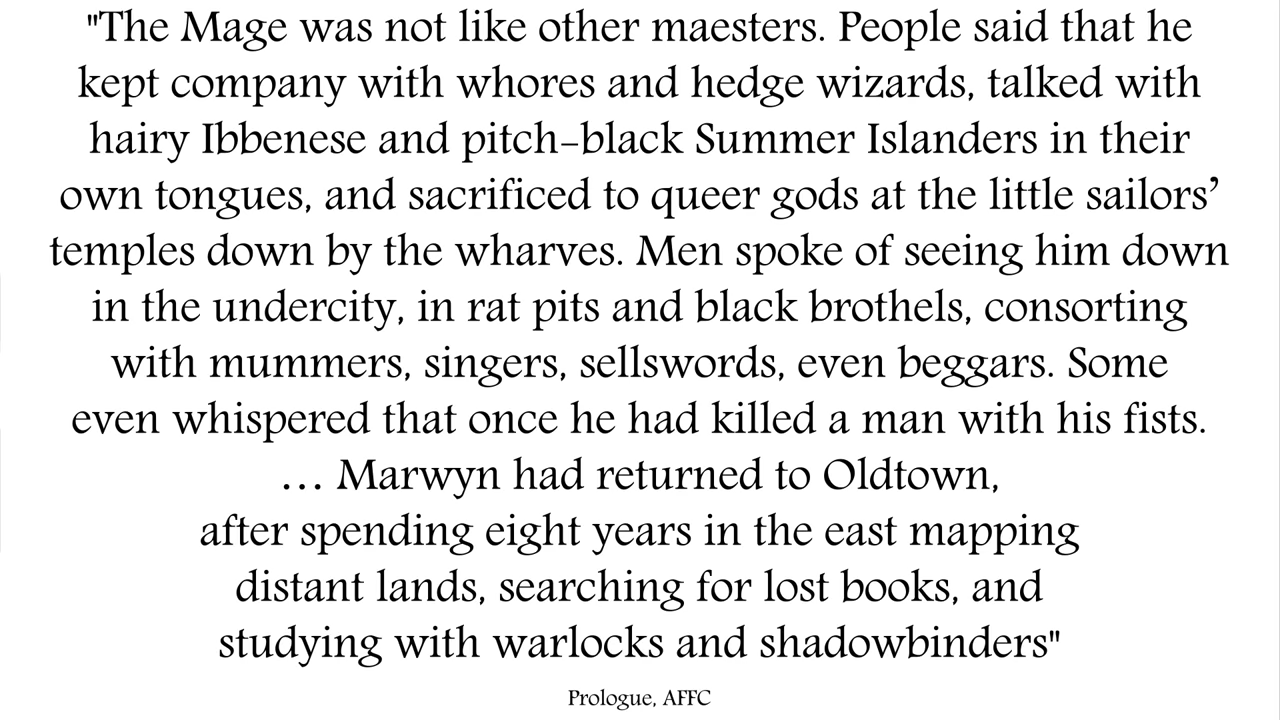 "The Mage was not like other maesters. People said that he
kept company with whores and hedge wizards, talked with
hairy Ibbenese and pitch-black Summer Islanders in their
own tongues, and sacrificed to queer gods at the little sailors’
temples down by the wharves. Men spoke of seeing him down
in the undercity, in rat pits and black brothels, consorting
with mummers, singers, sellswords, even beggars. Some
even whispered that once he had killed a man with his fists.
… Marwyn had returned to Oldtown,
after spending eight years in the east mapping
distant lands, searching for lost books, and
studying with warlocks and shadowbinders"
Prologue, AFFC